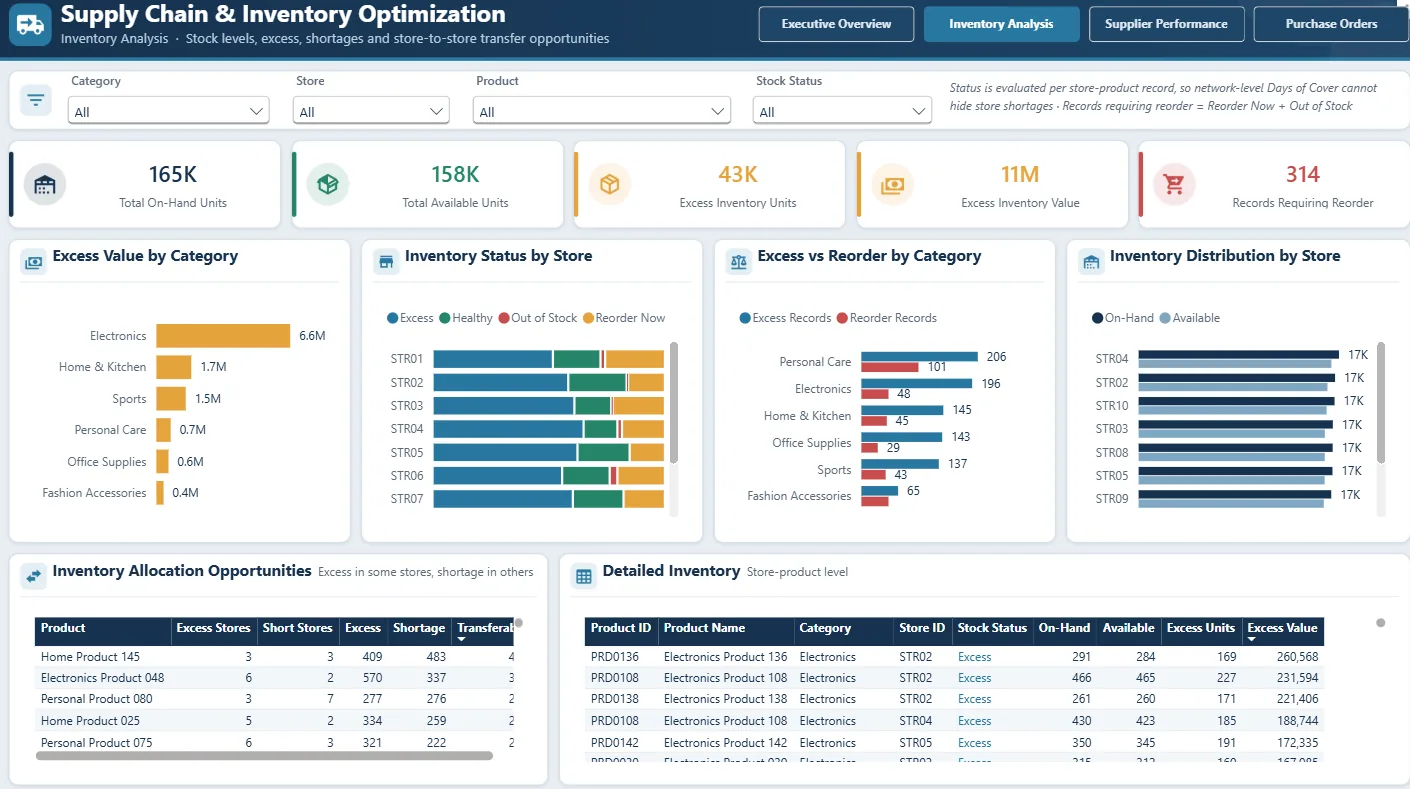 Supply Chain & Inventory Optimization
Inventory Analysis · Stock levels, excess, shortages and store-to-store transfer opportunities
Executive Overview
Inventory Analysis
Supplier Performance
Purchase Orders
Category
All
Store
All
Product
All
Stock Status
All
Status is evaluated per store-product record, so network-level Days of Cover cannot
hide store shortages · Records requiring reorder = Reorder Now + Out of Stock
165K
Total On-Hand Units
158K
Total Available Units
43K
Excess Inventory Units
11M
Excess Inventory Value
314
Records Requiring Reorder
Excess Value by Category
Electronics 6.6M
Home & Kitchen 1.7M
Sports 1.5M
Personal Care 0.7M
Office Supplies 0.6M
Fashion Accessories 0.4M
Inventory Status by Store
Excess Healthy Out of Stock Reorder Now
STR01
STR02
STR03
STR04
STR05
STR06
STR07
Excess vs Reorder by Category
Excess Records Reorder Records
Personal Care 206
101
Electronics 196
48
Home & Kitchen 145
45
Office Supplies 143
29
Sports 137
43
Fashion Accessories 65
Inventory Distribution by Store
On-Hand Available
STR04 17K
STR02 17K
STR10 17K
STR03 17K
STR08 17K
STR05 17K
STR09 17K
Inventory Allocation Opportunities Excess in some stores, shortage in others
Product Excess Stores Short Stores Excess Shortage
Home Product 145 3 3 409 483 4
Electronics Product 048 6 2 570 337 3
Personal Product 080 3 7 277 276 2
Home Product 025 5 2 334 259 2
Personal Product 075 6 3 321 222 2
Detailed Inventory Store-product level
Product ID Product Name Category Store ID Stock Status On-Hand Available Excess Units Excess Value
PRD0136 Electronics Product 136 Electronics STR02 Excess 291 284 169 260,568
PRD0108 Electronics Product 108 Electronics STR02 Excess 466 465 227 231,594
PRD0138 Electronics Product 138 Electronics STR02 Excess 261 260 171 221,406
PRD0108 Electronics Product 108 Electronics STR04 Excess 430 423 185 188,744
PRD0142 Electronics Product 142 Electronics STR05 Excess 350 345 191 172,335